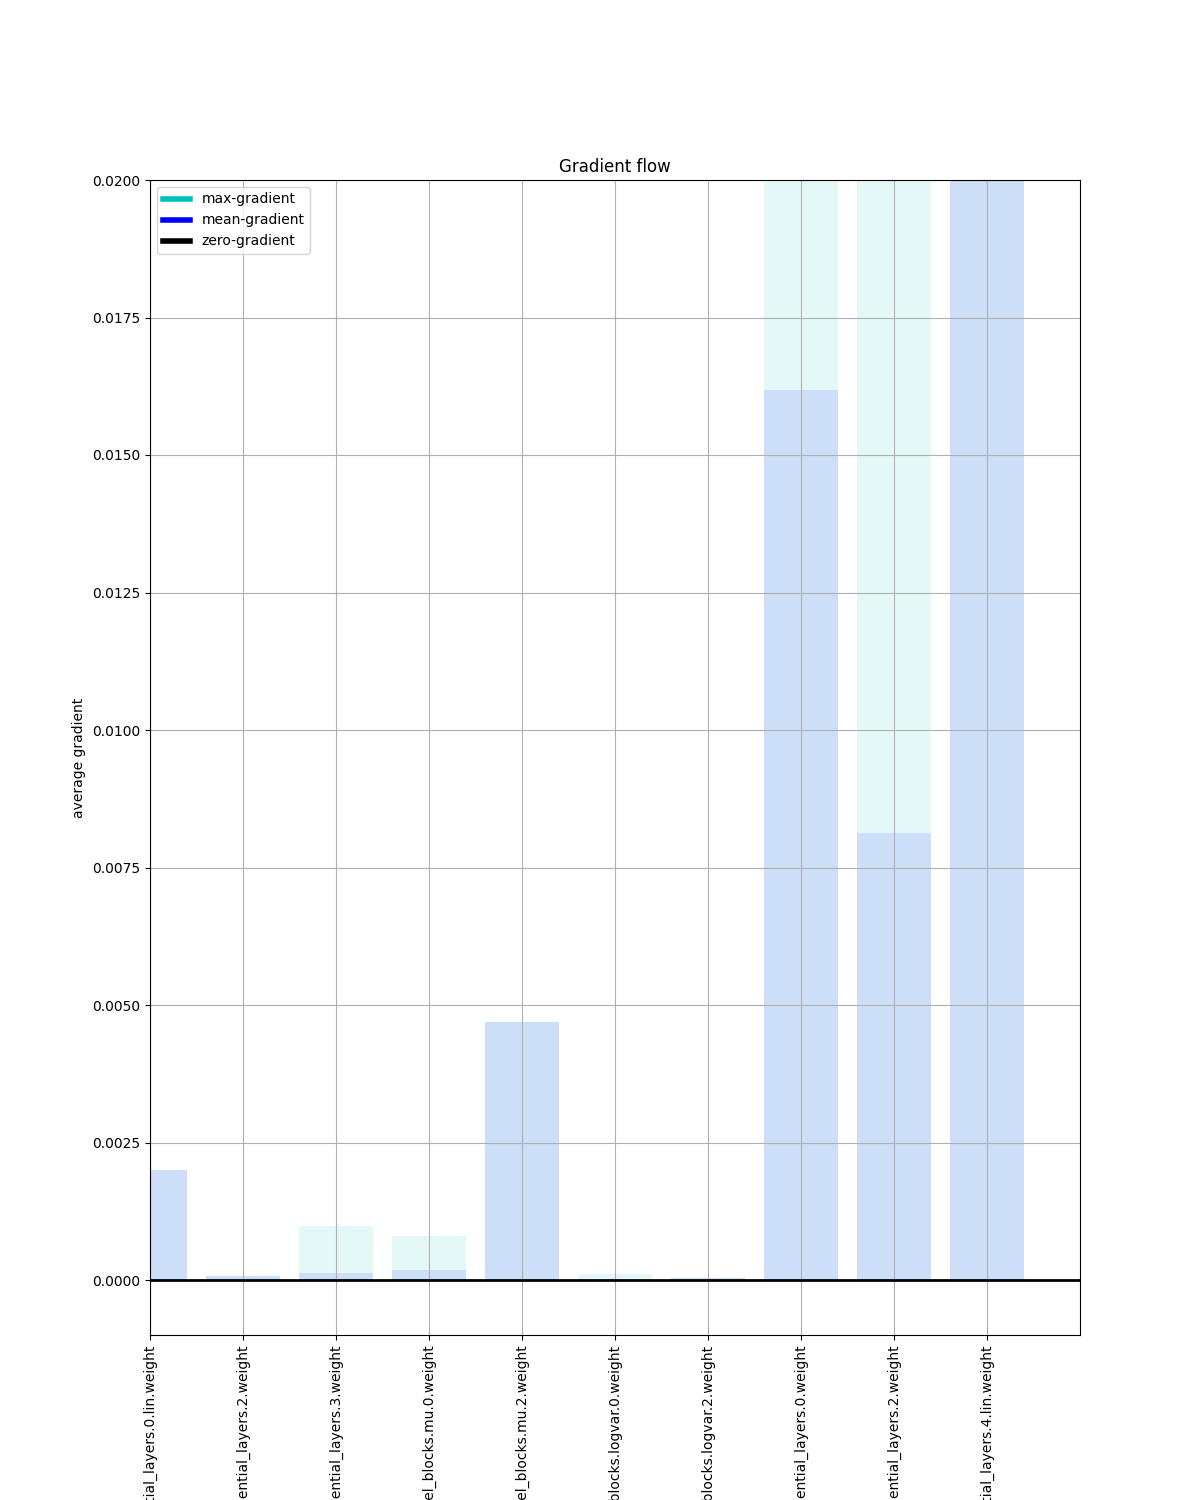 Gradient flow
max-gradient
mean-gradient
zero-gradient
0.0200
0.0175
0.0150
0.0125
0.0100
0.0075
0.0050
0.0025
0.0000
average gradient
tial_layers.0.lin.weight
ential_layers.2.weight
ential_layers.3.weight
el_blocks.mu.0.weight
el_blocks.mu.2.weight
blocks.logvar.0.weight
blocks.logvar.2.weight
ential_layers.0.weight
ential_layers.2.weight
tial_layers.4.lin.weight